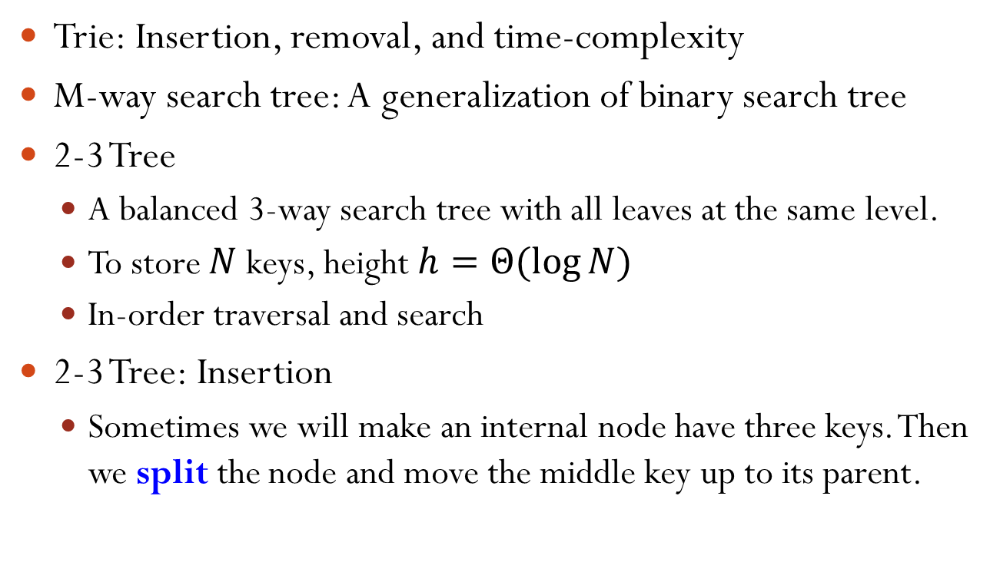 • Trie: Insertion, removal, and time-complexity
• M-way search tree: A generalization of binary search tree
• 2-3 Tree
• A balanced 3-way search tree with all leaves at the same level.
• To store N keys, height h = Θ(log N)
• In-order traversal and search
• 2-3 Tree: Insertion
• Sometimes we will make an internal node have three keys. Then
we split the node and move the middle key up to its parent.